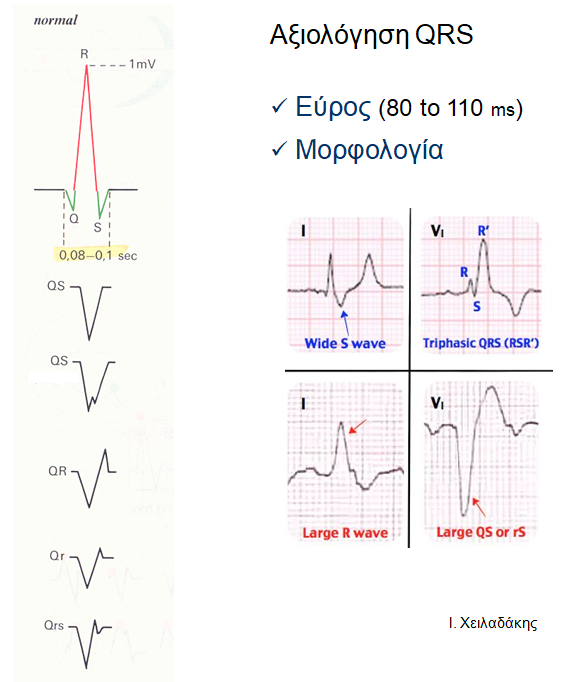 normal
R
1mV
Q
S
0,08–0,1 sec
QS
QS
QR
Qr
Qrs
Αξιολόγηση QRS
✓ Εύρος (80 to 110 ms)
✓ Μορφολογία
I
Wide S wave
V1
R'
R
S
Triphasic QRS (RSR')
I
Large R wave
V1
Large QS or rS
Ι. Χειλαδάκης